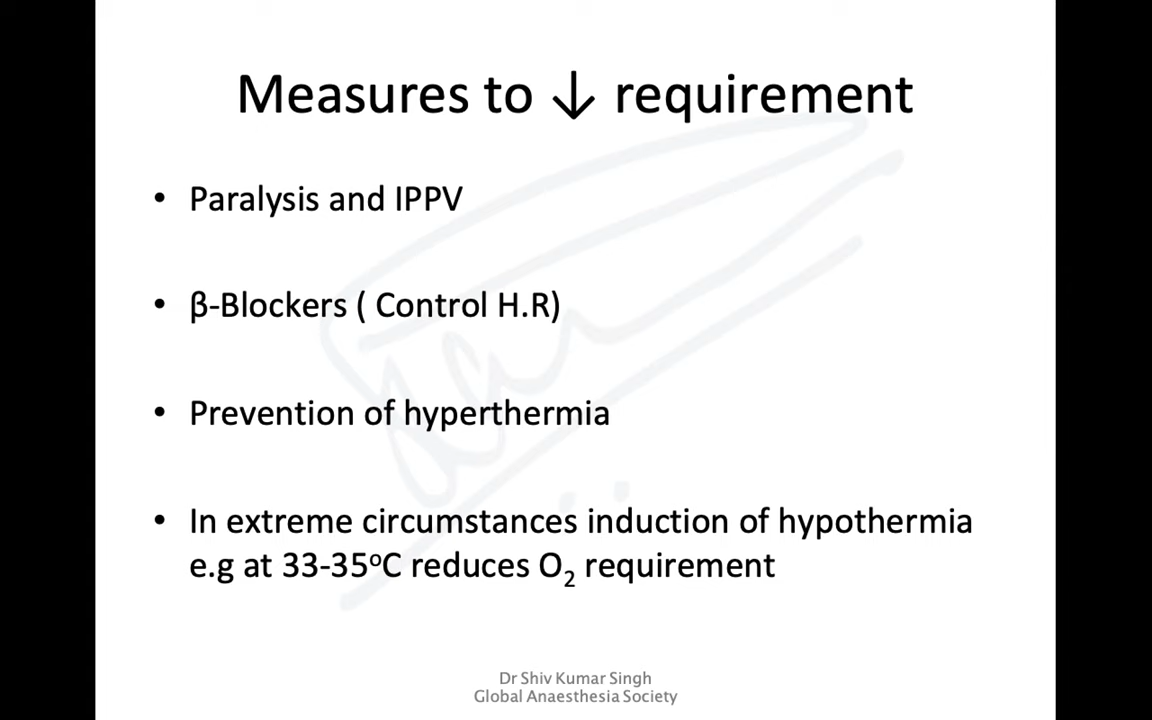 Measures to ↓ requirement
• Paralysis and IPPV
• β-Blockers ( Control H.R)
• Prevention of hyperthermia
• In extreme circumstances induction of hypothermia
e.g at 33-35ºC reduces O₂ requirement
Dr Shiv Kumar Singh
Global Anaesthesia Society